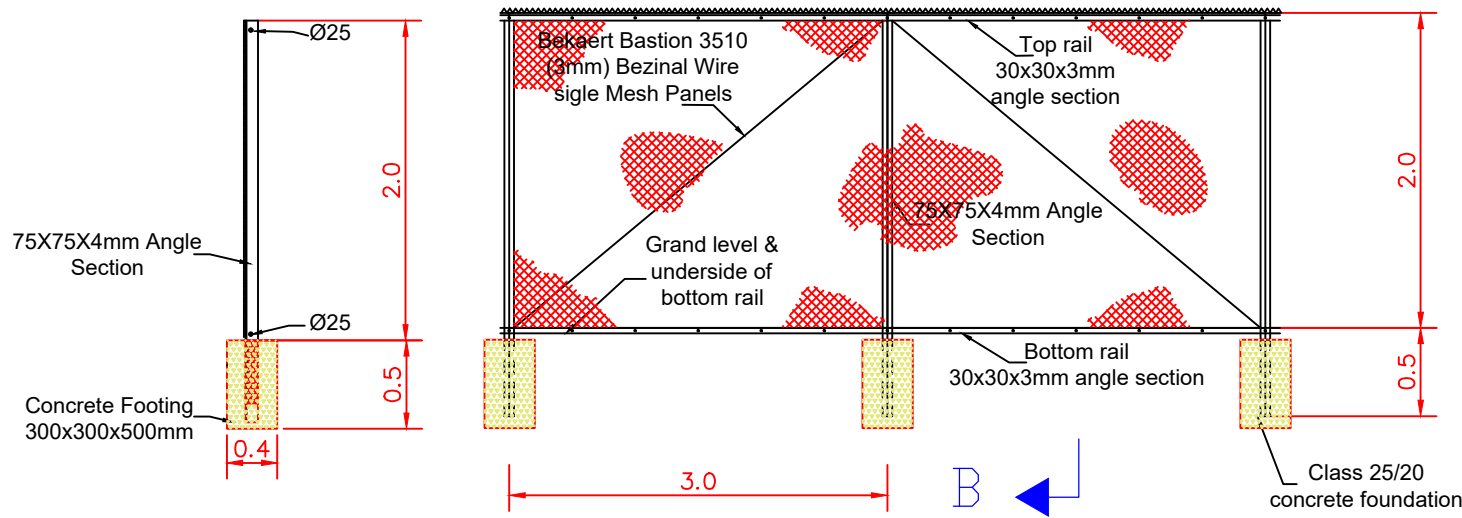 Ø25
2.0
75X75X4mm Angle
Section
Ø25
0.5
Concrete Footing
300x300x500mm
0.4
Bekaert Bastion 3510
(3mm) Bezinal Wire
sigle Mesh Panels
Top rail
30x30x3mm
angle section
2.0
75X75X4mm Angle
Section
Grand level &
underside of
bottom rail
Bottom rail
30x30x3mm angle section
0.5
3.0
B
Class 25/20
concrete foundation